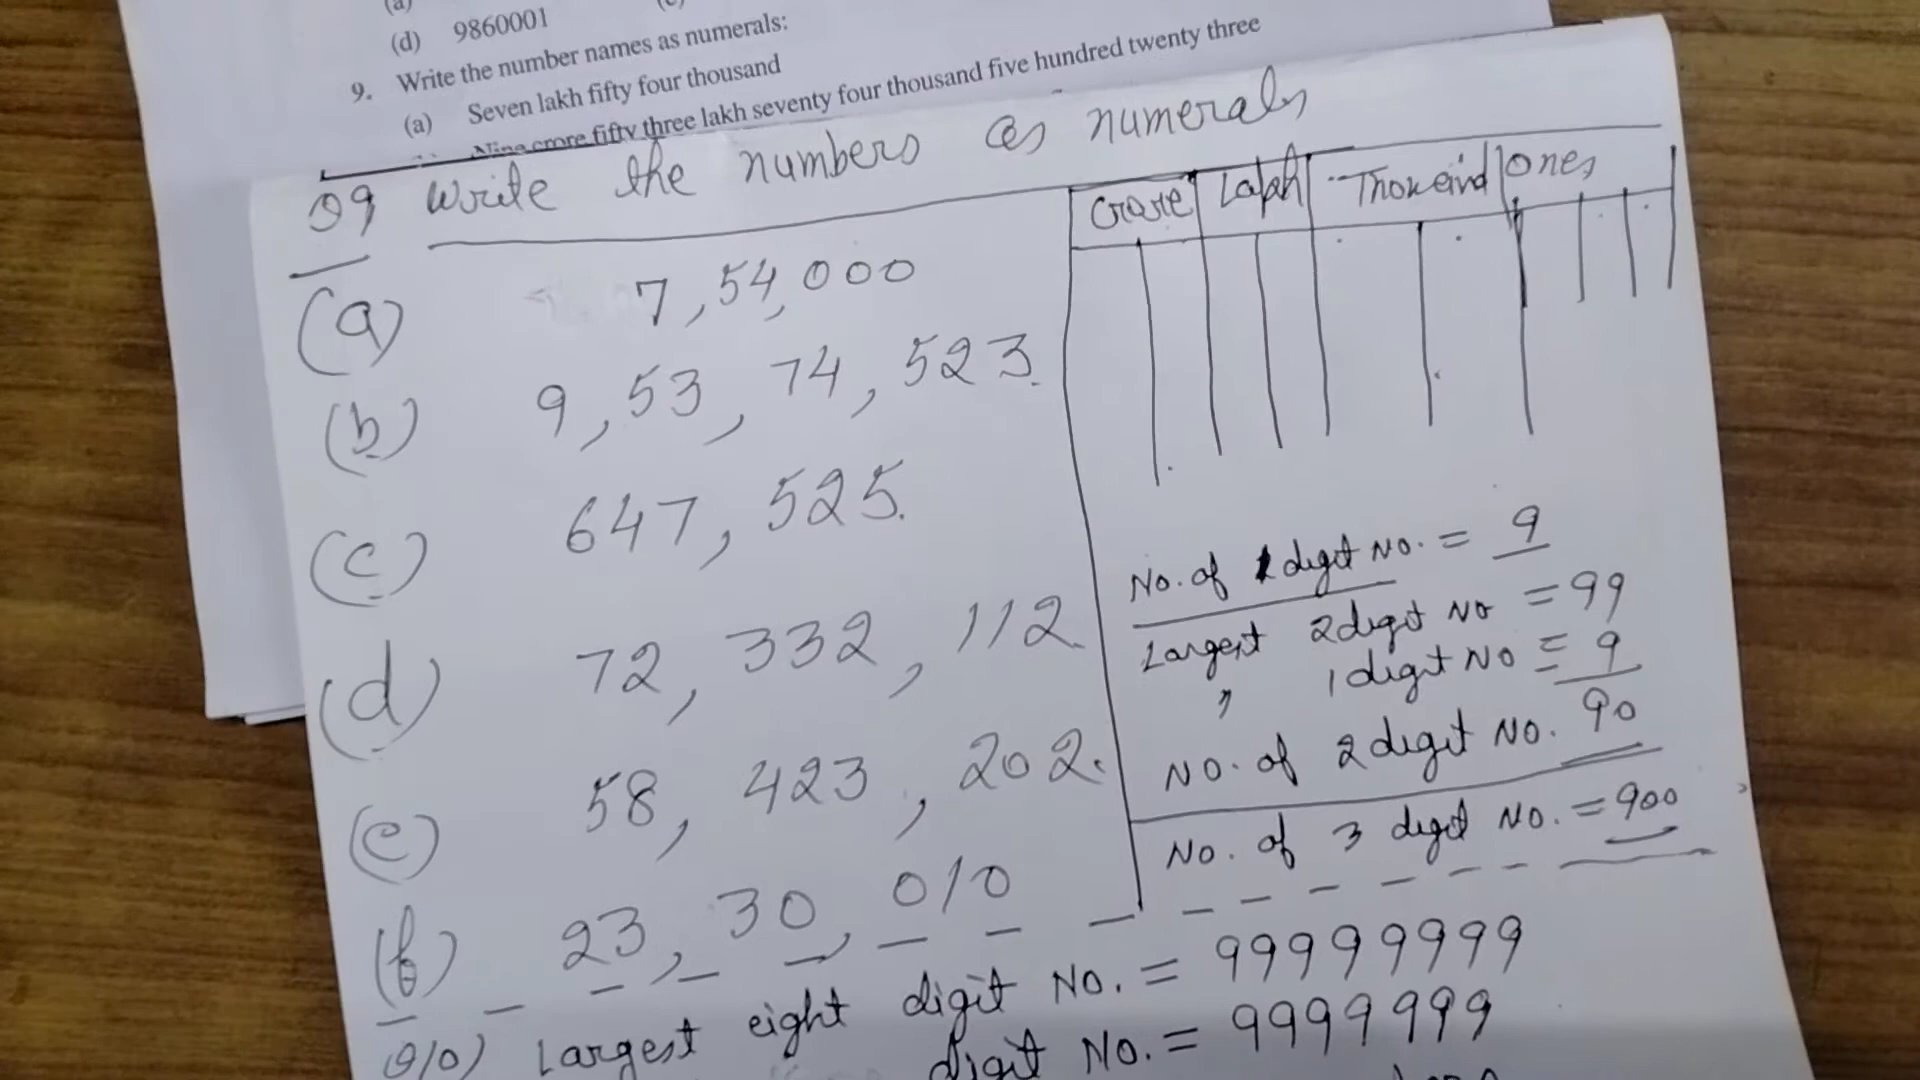 (d) 9860001
9. Write the number names as numerals:
(a) Seven lakh fifty four thousand
Nine crore fifty three lakh seventy four thousand five hundred twenty three
Q9 Write the numbers as numerals
(a) 7,54,000
(b) 9,53,74,523.
(c) 647,525.
(d) 72,332,112
(e) 58,423,202.
(f) 23,30,010
Crore Lakh Thousand Ones
No. of 1 digit No. = 9
Largest 2 digit No = 99
" 1 digit No = 9
No. of 2 digit No. 90
No. of 3 digit No. = 900
Q10) Largest eight digit No. = 99999999
digit No. = 9999999